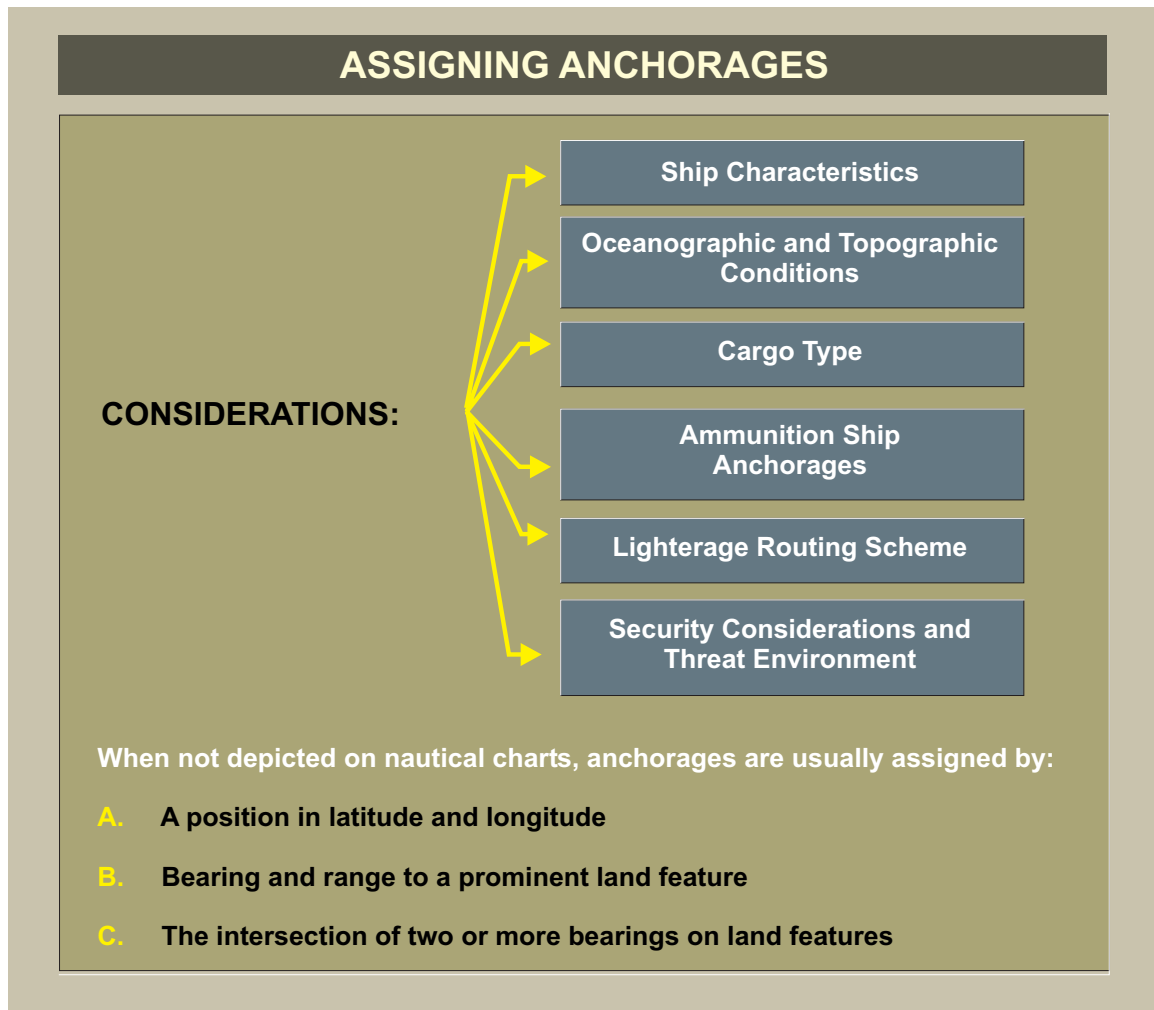 ASSIGNING ANCHORAGES
CONSIDERATIONS:
Ship Characteristics
Oceanographic and Topographic
Conditions
Cargo Type
Ammunition Ship
Anchorages
Lighterage Routing Scheme
Security Considerations and
Threat Environment
When not depicted on nautical charts, anchorages are usually assigned by:
A. A position in latitude and longitude
B. Bearing and range to a prominent land feature
C. The intersection of two or more bearings on land features